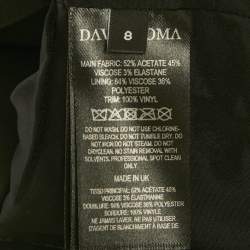 DAV OMA
8
MAIN FABRIC: 52% ACETATE 45%
VISCOSE 3% ELASTANE
LINING: 64% VISCOSE 36%
POLYESTER
TRIM: 100% VINYL
DO NOT WASH. DO NOT USE CHLORINE-
BASED BLEACH. DO NOT TUMBLE DRY. DO
NOT IRON. DO NOT STEAM. DO NOT
DRYCLEAN. NO STAIN REMOVAL WITH
SOLVENTS. PROFESSIONAL CLEAN
ONLY.
MADE IN UK
TISSU PRINCIPAL: 52% ACETATE 45%
VISCOSE 3% ELASTHANNE
DOUBLURE: 64% VISCOSE 36% POLYESTER
100% VINYL
NE JAMAIS LAVER, NE PAS UTILISER
D'AGENT DE BLANCHIMENT À BASE DE